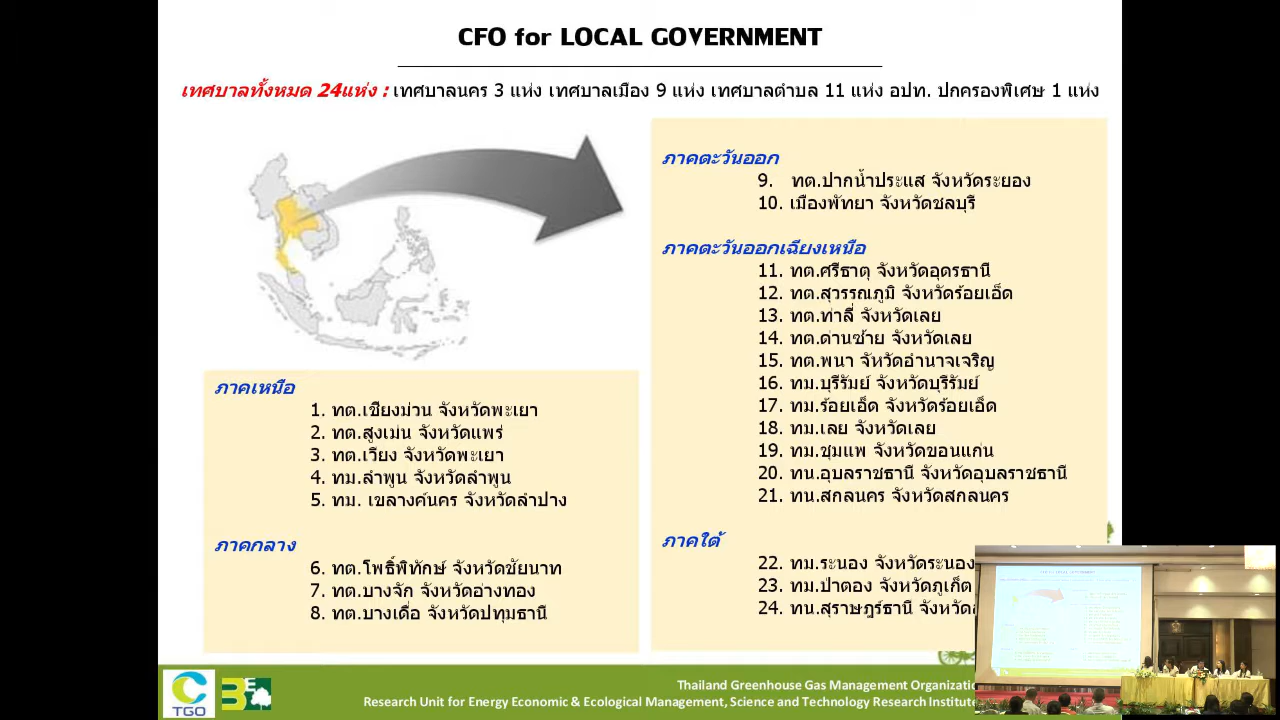 CFO for LOCAL GOVERNMENT
เทศบาลทั้งหมด 24แห่ง : เทศบาลนคร 3 แห่ง เทศบาลเมือง 9 แห่ง เทศบาลตำบล 11 แห่ง อปท. ปกครองพิเศษ 1 แห่ง
ภาคเหนือ
1. ทต.เชียงม่วน จังหวัดพะเยา
2. ทต.สูงเม่น จังหวัดแพร่
3. ทต.เวียง จังหวัดพะเยา
4. ทม.ลำพูน จังหวัดลำพูน
5. ทม. เขลางค์นคร จังหวัดลำปาง
ภาคกลาง
6. ทต.โพธิ์พิทักษ์ จังหวัดชัยนาท
7. ทต.บางจัก จังหวัดอ่างทอง
8. ทต.บางเดื่อ จังหวัดปทุมธานี
ภาคตะวันออก
9. ทต.ปากน้ำประแส จังหวัดระยอง
10. เมืองพัทยา จังหวัดชลบุรี
ภาคตะวันออกเฉียงเหนือ
11. ทต.ศรีธาตุ จังหวัดอุดรธานี
12. ทต.สุวรรณภูมิ จังหวัดร้อยเอ็ด
13. ทต.ท่าลี่ จังหวัดเลย
14. ทต.ด่านซ้าย จังหวัดเลย
15. ทต.พนา จัหวัดอำนาจเจริญ
16. ทม.บุรีรัมย์ จังหวัดบุรีรัมย์
17. ทม.ร้อยเอ็ด จังหวัดร้อยเอ็ด
18. ทม.เลย จังหวัดเลย
19. ทม.ชุมแพ จังหวัดขอนแก่น
20. ทน.อุบลราชธานี จังหวัดอุบลราชธานี
21. ทน.สกลนคร จังหวัดสกลนคร
ภาคใต้
22. ทม.ระนอง จังหวัดระนอง
23. ทม.ป่าตอง จังหวัดภูเก็ต
24. ทน.สุราษฎร์ธานี
TGO
Thailand Greenhouse Gas Management
Research Unit for Energy Economic & Ecological Management, Science and Technology Research Institute